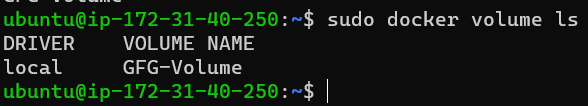 ubuntu@ip-172-31-40-250:~$ sudo docker volume ls
DRIVER    VOLUME NAME
local     GFG-Volume
ubuntu@ip-172-31-40-250:~$